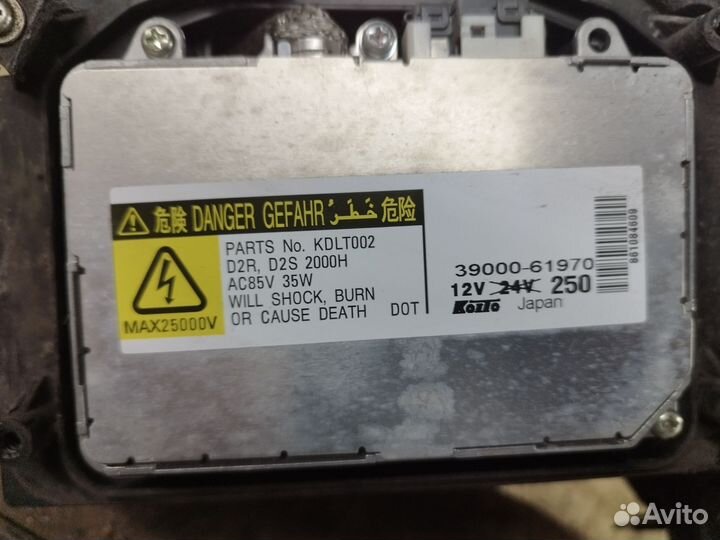 危険 DANGER GEFAHR خَطَرْ 危险
PARTS No. KDLT002
D2R, D2S 2000H
AC85V 35W
WILL SHOCK, BURN
OR CAUSE DEATH DOT
MAX25000V
39000-61970
12V 24V 250
KOITO Japan
861084609
Avito